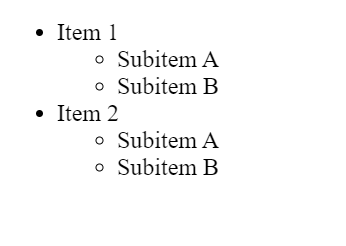 • Item 1
◦ Subitem A
◦ Subitem B
• Item 2
◦ Subitem A
◦ Subitem B